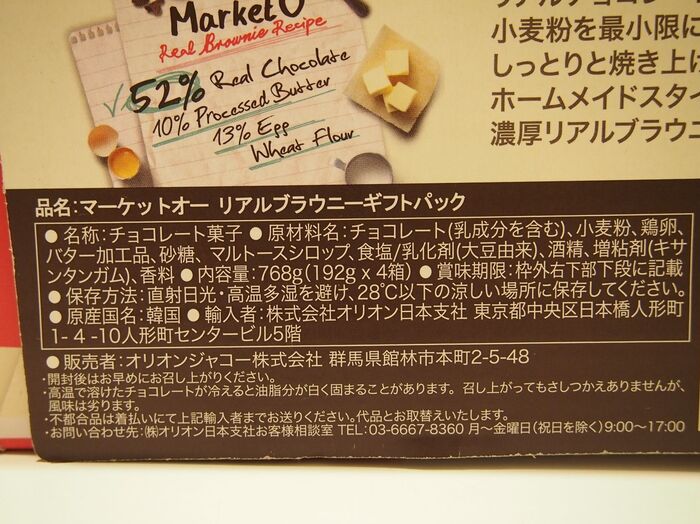 Market O
Real Brownie Recipe
52% Real Chocolate
10% Processed Butter
13% Egg
Wheat Flour
小麦粉を最小限に
しっとりと焼き上げ
ホームメイドスタイ
濃厚リアルブラウニ
品名:マーケットオー リアルブラウニーギフトパック
● 名称:チョコレート菓子 ● 原材料名:チョコレート(乳成分を含む)、小麦粉、鶏卵、
バター加工品、砂糖、マルトースシロップ、食塩/乳化剤(大豆由来)、酒精、増粘剤(キサ
ンタンガム)、香料 ● 内容量:768g(192g x 4箱) ● 賞味期限:枠外右下部下段に記載
● 保存方法:直射日光・高温多湿を避け、28℃以下の涼しい場所に保存してください。
● 原産国名:韓国 ● 輸入者:株式会社オリオン日本支社 東京都中央区日本橋人形町
1- 4 -10人形町センタービル5階
● 販売者:オリオンジャコー株式会社 群馬県館林市本町2-5-48
・開封後はお早めにお召し上がりください。
・高温で溶けたチョコレートが冷えると油脂分が白く固まることがあります。召し上がってもさしつかえありませんが、
風味は劣ります。
・不都合品は着払いにて上記輸入者までお送りください。代品とお取替えいたします。
・お問い合わせ先:㈱オリオン日本支社お客様相談室 TEL:03-6667-8360 月〜金曜日(祝日を除く)9:00〜17:00